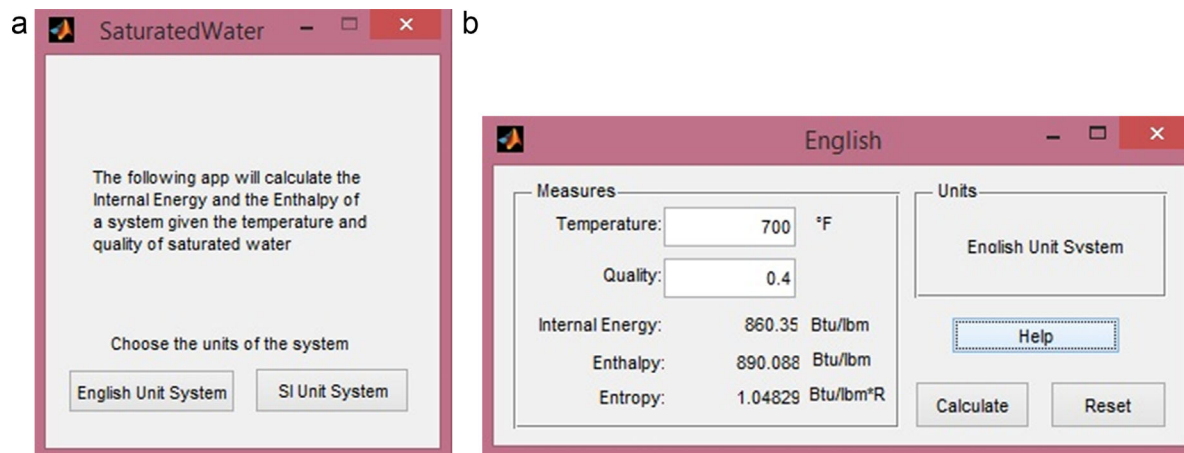 a
SaturatedWater
The following app will calculate the
Internal Energy and the Enthalpy of
a system given the temperature and
quality of saturated water
Choose the units of the system
English Unit System
SI Unit System
b
English
Measures
Temperature: 700 °F
Quality: 0.4
Internal Energy: 860.35 Btu/lbm
Enthalpy: 890.088 Btu/lbm
Entropy: 1.04829 Btu/lbm*R
Units
English Unit System
Help
Calculate
Reset